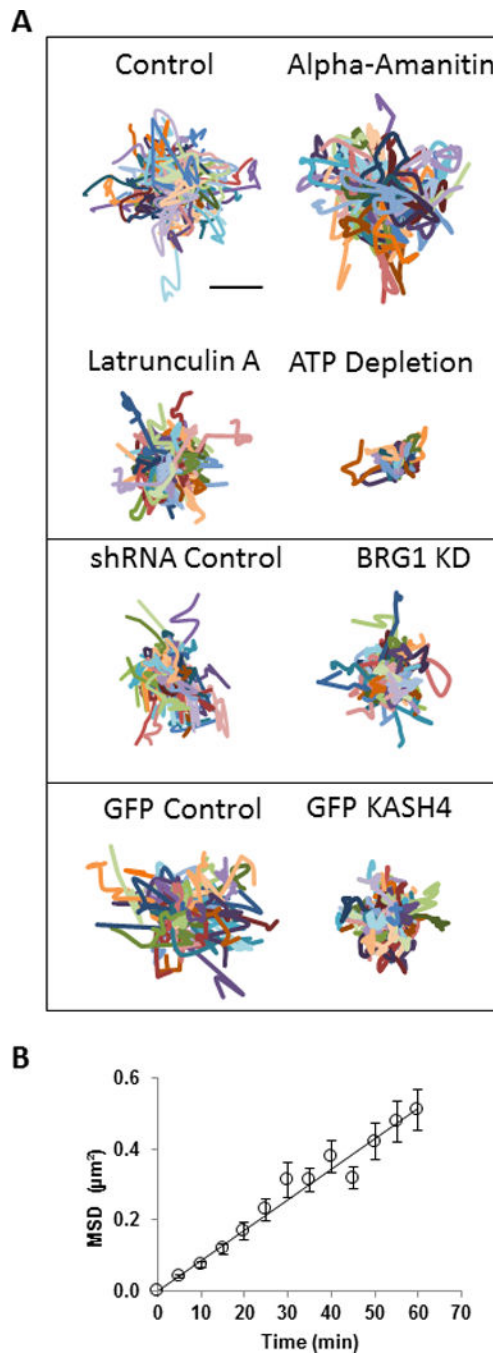 A
Control Alpha-Amanitin
Latrunculin A ATP Depletion
shRNA Control BRG1 KD
GFP Control GFP KASH4
B
0.6
0.4
0.2
0.0
MSD (µm²)
0 10 20 30 40 50 60 70
Time (min)